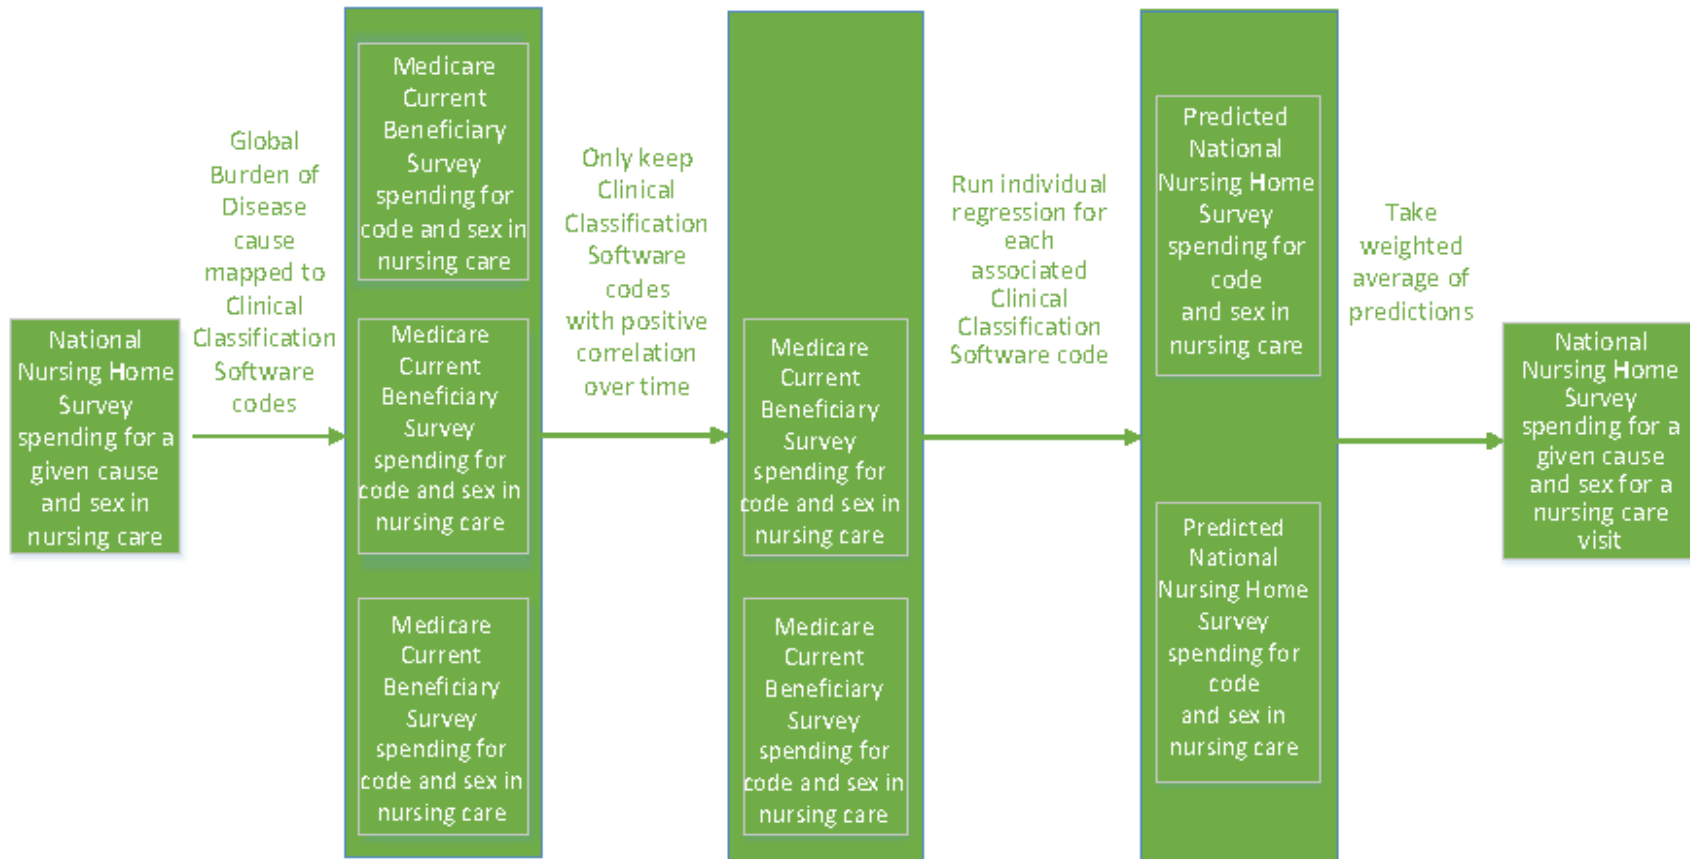 National
Nursing Home
Survey
spending for a
given cause
and sex in
nursing care
Global
Burden of
Disease
cause
mapped to
Clinical
Classification
Software
codes
Medicare
Current
Beneficiary
Survey
spending for
code and sex in
nursing care
Medicare
Current
Beneficiary
Survey
spending for
code and sex in
nursing care
Medicare
Current
Beneficiary
Survey
spending for
code and sex in
nursing care
Only keep
Clinical
Classification
Software
codes
with positive
correlation
over time
Medicare
Current
Beneficiary
Survey
spending for
code and sex in
nursing care
Medicare
Current
Beneficiary
Survey
spending for
code and sex in
nursing care
Run individual
regression for
each
associated
Clinical
Classification
Software code
Predicted
National
Nursing Home
Survey
spending for
code
and sex in
nursing care
Predicted
National
Nursing Home
Survey
spending for
code
and sex in
nursing care
Take
weighted
average of
predictions
National
Nursing Home
Survey
spending for a
given cause
and sex for a
nursing care
visit